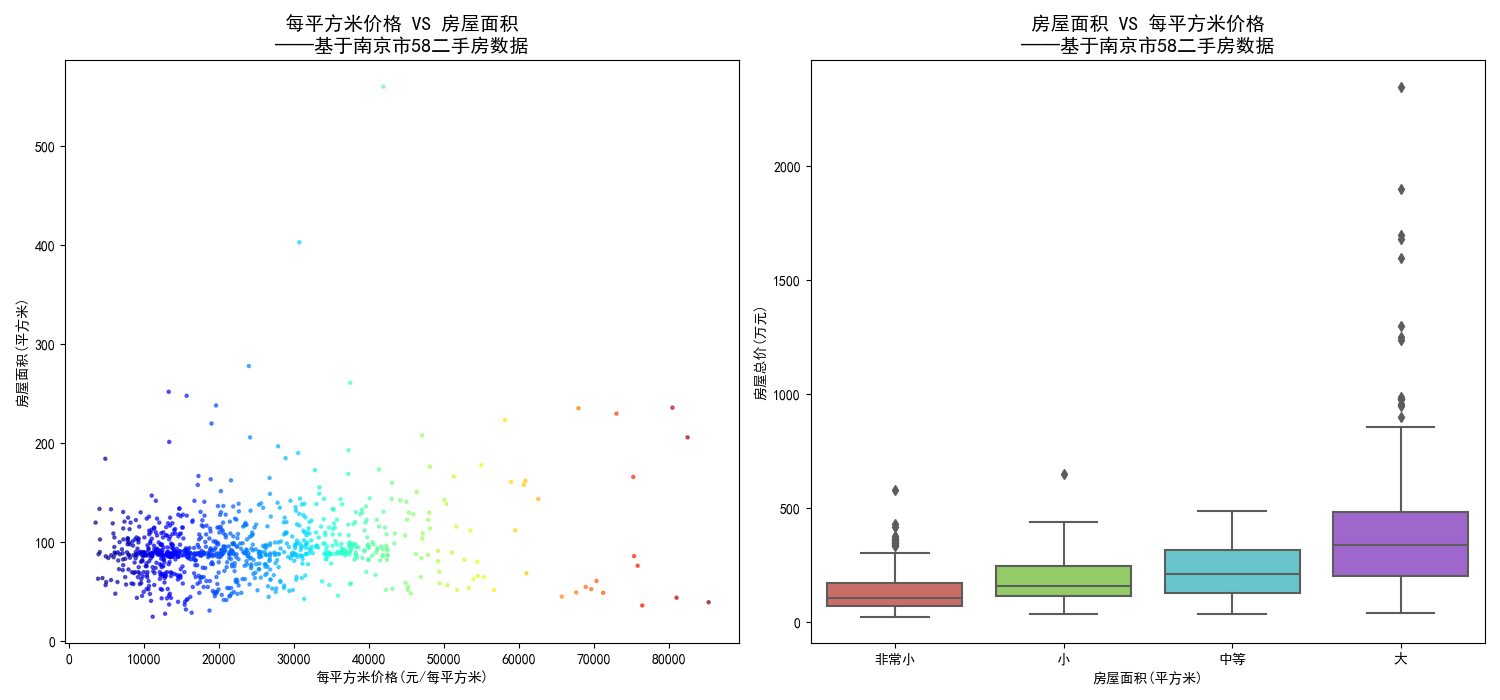 每平方米价格 VS 房屋面积
——基于南京市58二手房数据
房屋面积(平方米)
500
400
300
200
100
0
0 10000 20000 30000 40000 50000 60000 70000 80000
每平方米价格(元/每平方米)
房屋面积 VS 每平方米价格
——基于南京市58二手房数据
房屋总价(万元)
2000
1500
1000
500
0
非常小 小 中等 大
房屋面积(平方米)